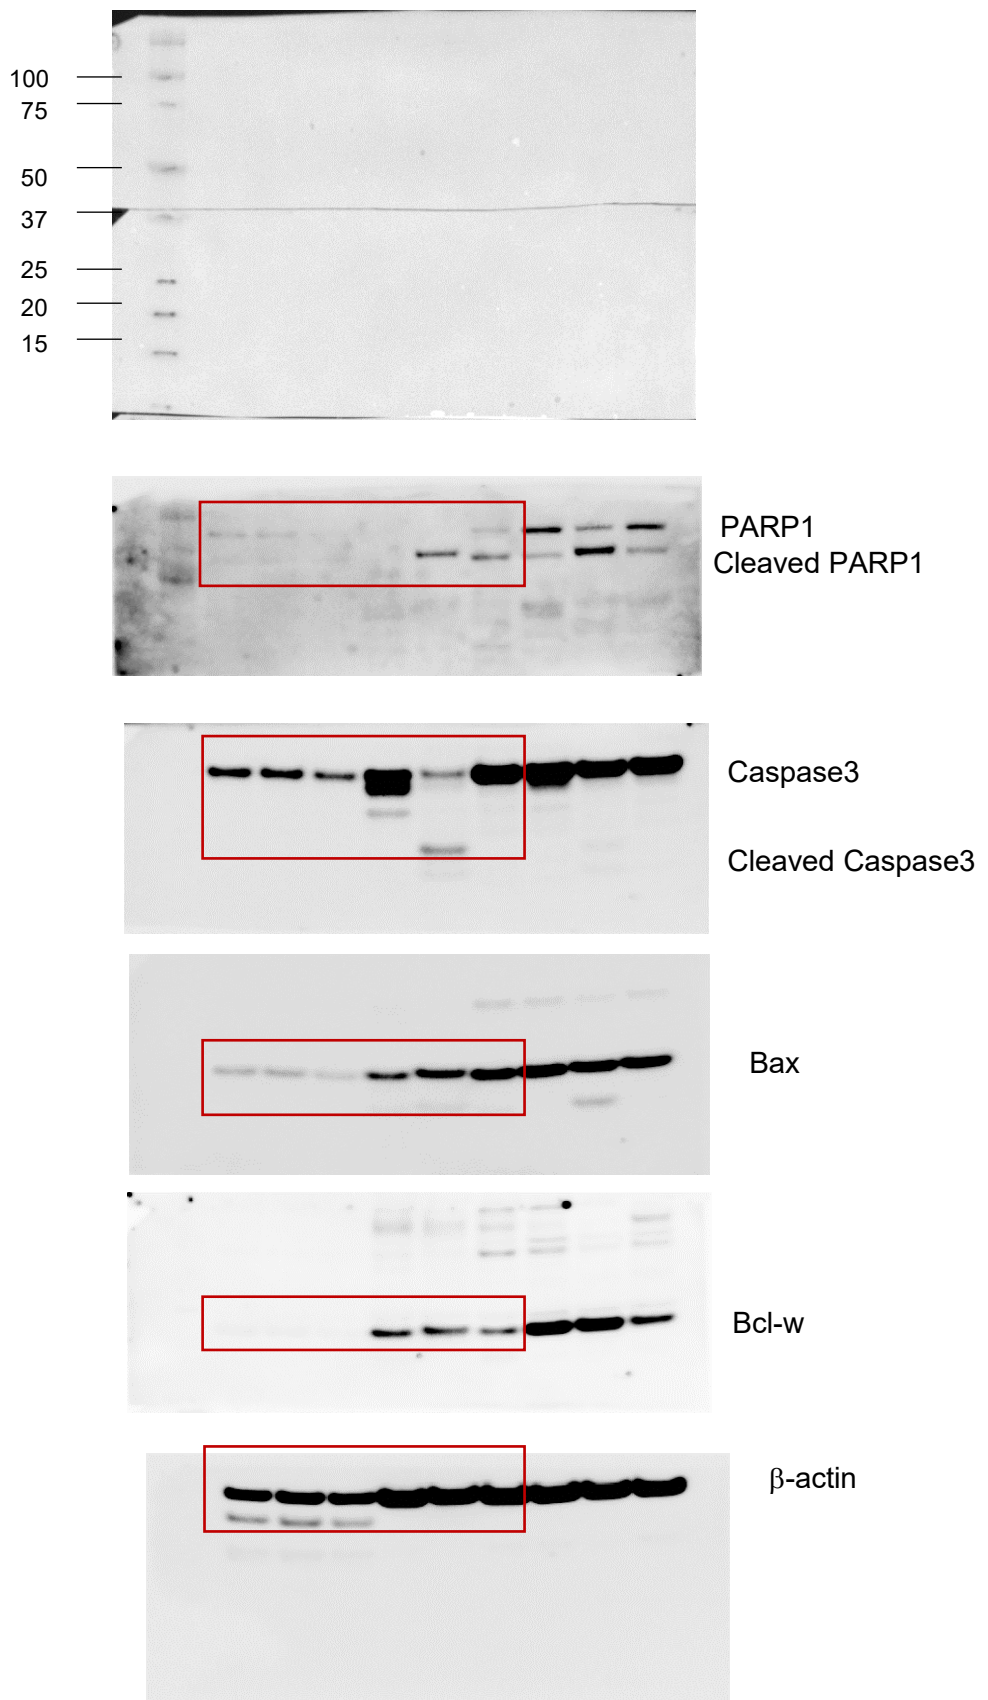 100
75
50
37
25
20
15
PARP1
Cleaved PARP1
Caspase3
Cleaved Caspase3
Bax
Bcl-w
β-actin